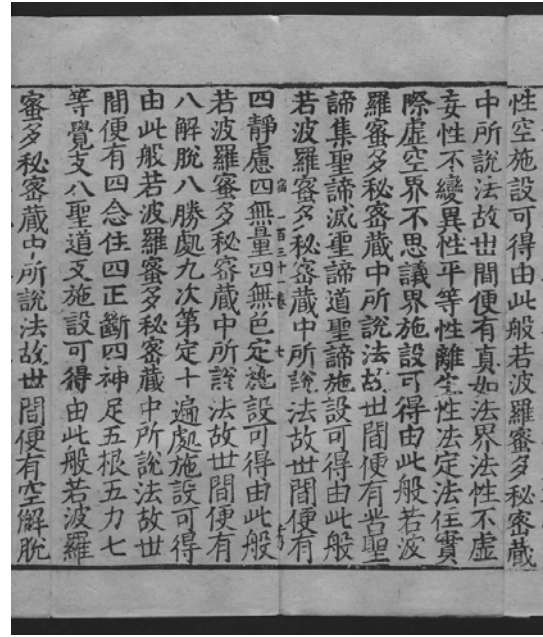 性空施設可得由此般若波羅蜜多秘密藏
中所說法故世間便有真如法界法性不虛
妄性不變異性平等性離生性法定法住實
際虛空界不思議界施設可得由此般若波
羅蜜多秘密藏中所說法故世間便有苦聖
諦集聖諦滅聖諦道聖諦施設可得由此般
若波羅蜜多秘密藏中所說法故世間便有
一百三十一卷 七
四靜慮四無量四無色定施設可得由此般
若波羅蜜多秘密藏中所說法故世間便有
八解脫八勝處九次第定十遍處施設可得
由此般若波羅蜜多秘密藏中所說法故世
間便有四念住四正斷四神足五根五力七
等覺支八聖道支施設可得由此般若波羅
蜜多秘密藏中所說法故世間便有空解脫